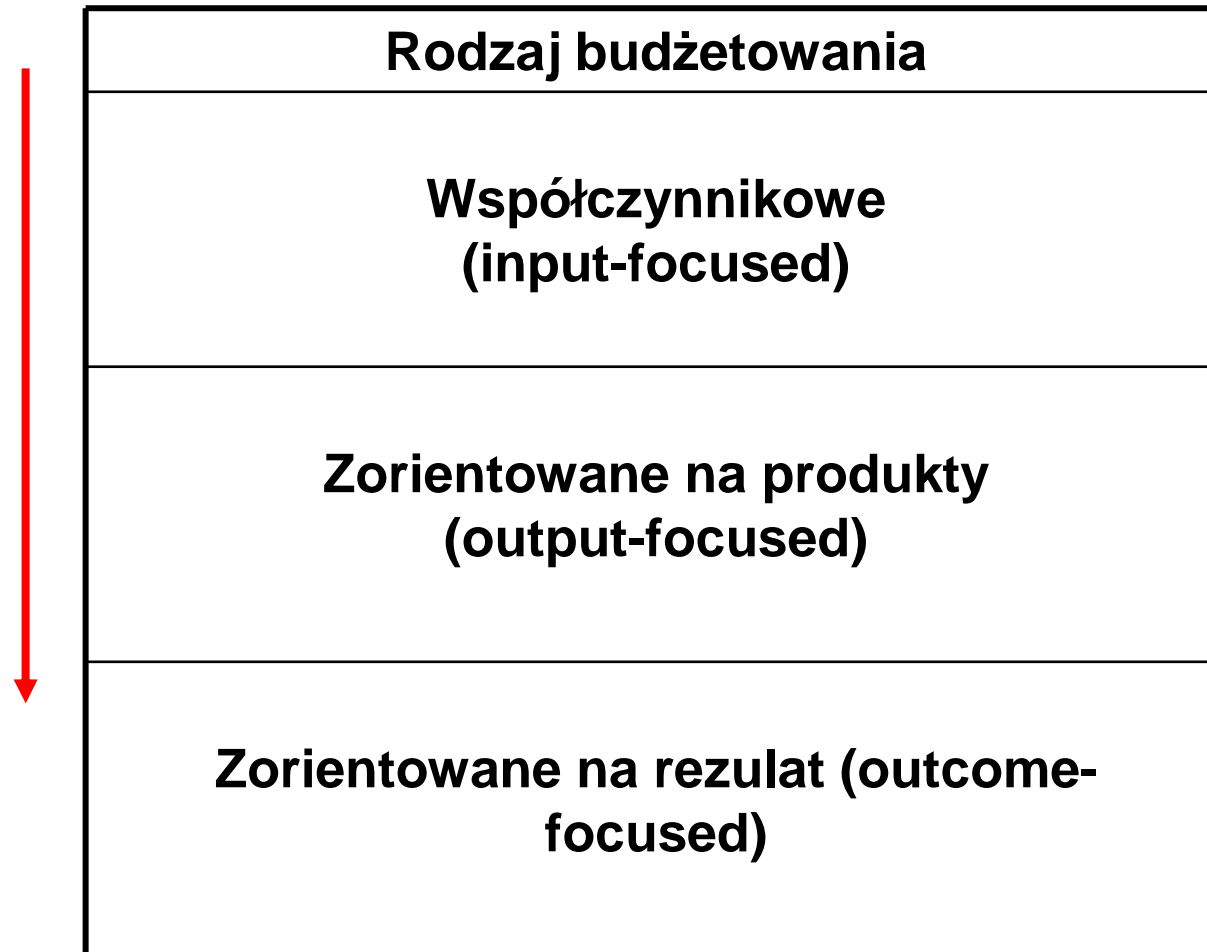 Rodzaj budżetowania
Współczynnikowe
(input-focused)
Zorientowane na produkty
(output-focused)
Zorientowane na rezulat (outcome-
focused)